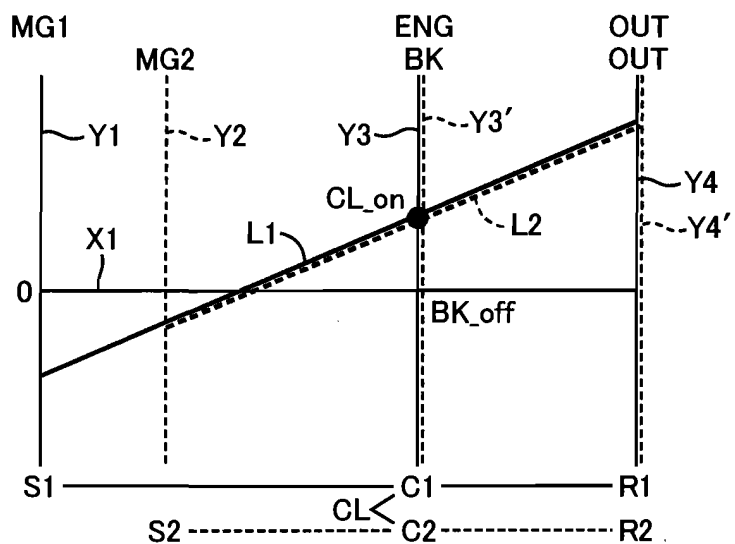 MG1 ENG OUT
MG2 BK OUT
Y1 Y2 Y3 Y3′
CL_on Y4
L1 L2 Y4′
X1
0
BK_off
S1 C1 R1
CL
S2 C2 R2